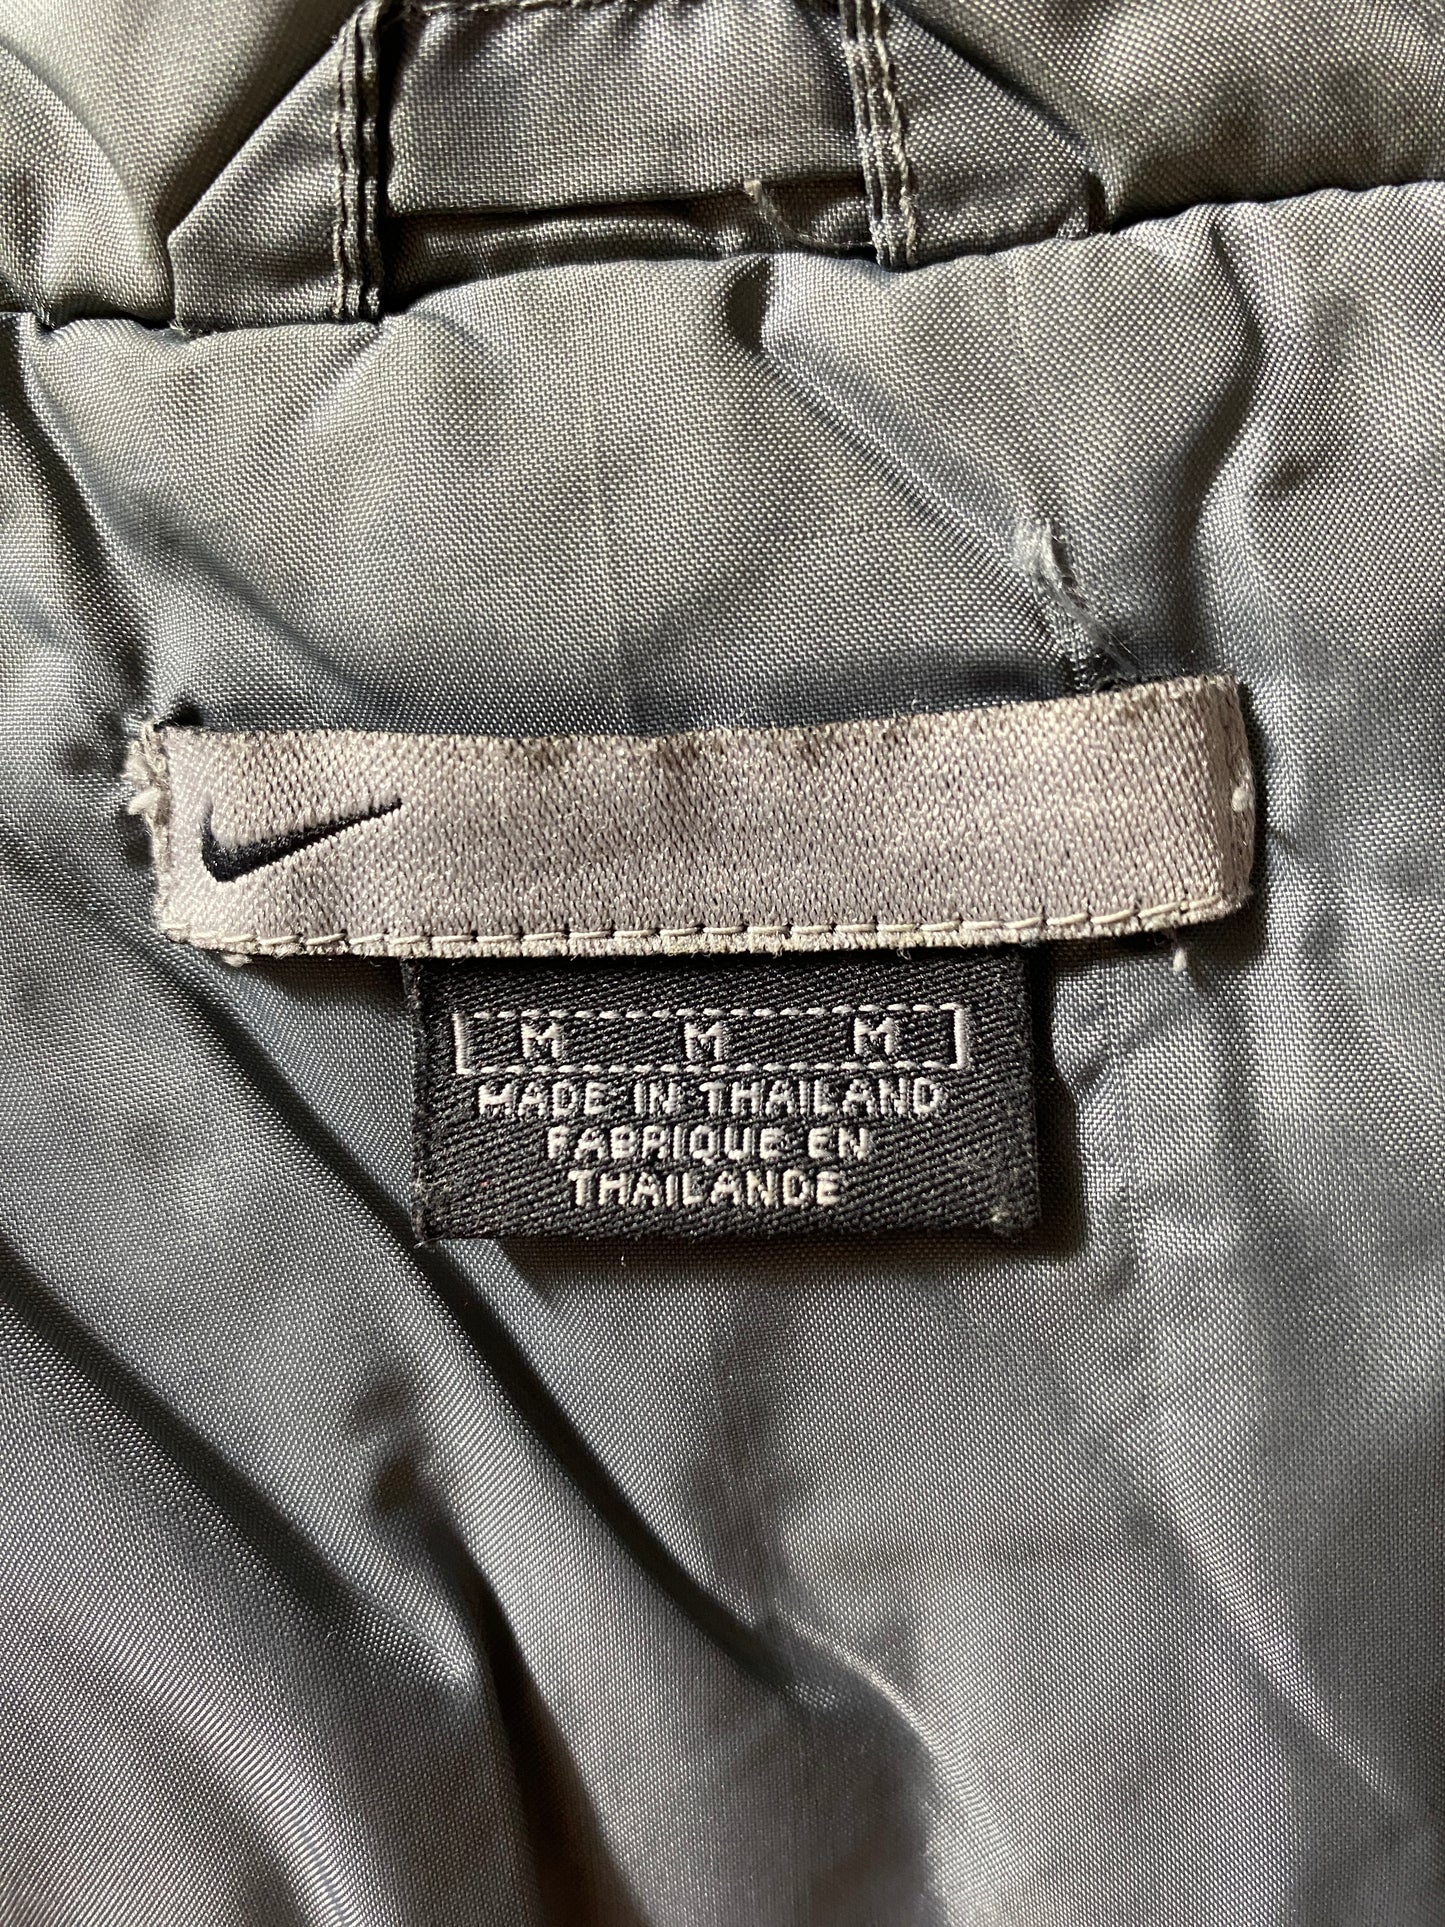 M M M
MADE IN THAILAND
FABRIQUE EN
THAILANDE